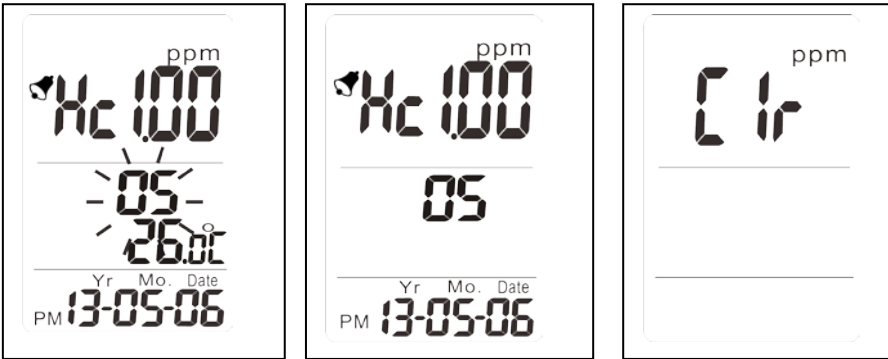 ppm
Hc 1.00
05
26.0°C
Yr Mo. Date
PM 13-05-06
ppm
Hc 1.00
05
Yr Mo. Date
PM 13-05-06
ppm
Clr